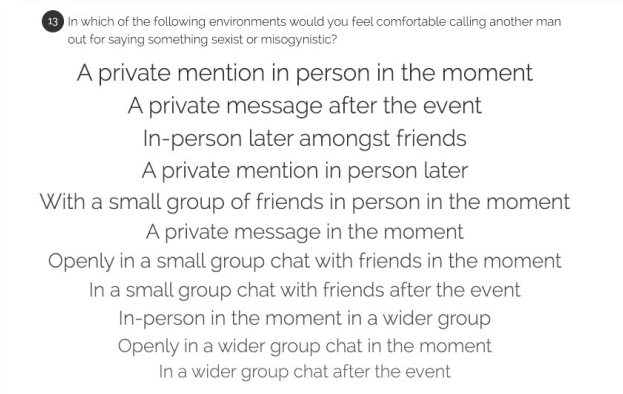 13 In which of the following environments would you feel comfortable calling another man
out for saying something sexist or misogynistic?
A private mention in person in the moment
A private message after the event
In-person later amongst friends
A private mention in person later
With a small group of friends in person in the moment
A private message in the moment
Openly in a small group chat with friends in the moment
In a small group chat with friends after the event
In-person in the moment in a wider group
Openly in a wider group chat in the moment
In a wider group chat after the event